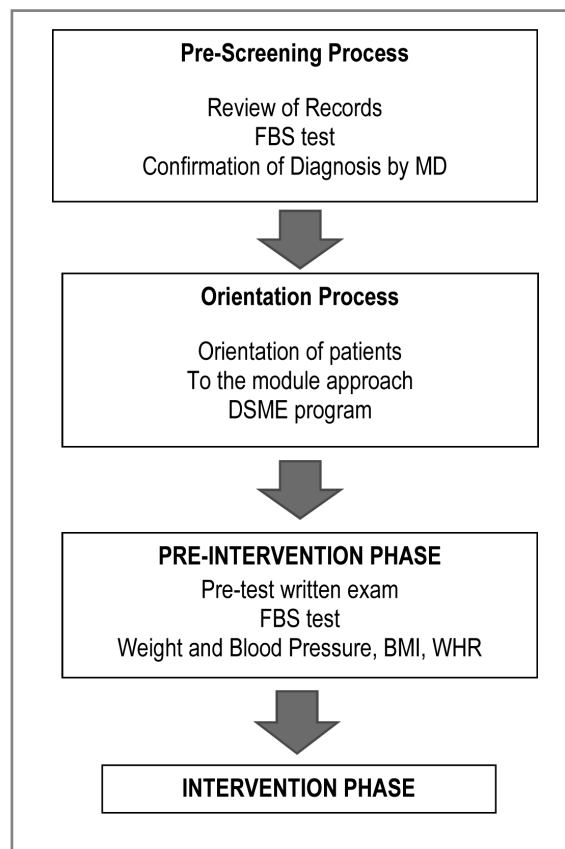 Pre-Screening Process
Review of Records
FBS test
Confirmation of Diagnosis by MD
Orientation Process
Orientation of patients
To the module approach
DSME program
PRE-INTERVENTION PHASE
Pre-test written exam
FBS test
Weight and Blood Pressure, BMI, WHR
INTERVENTION PHASE